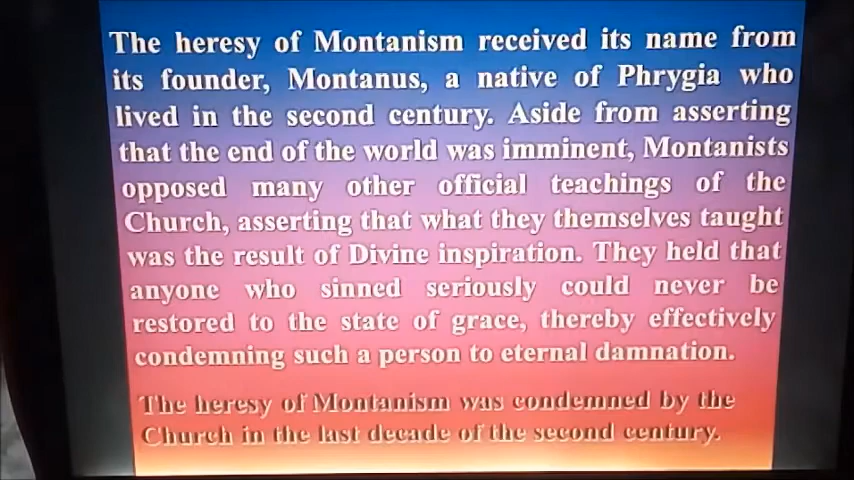 The heresy of Montanism received its name from
its founder, Montanus, a native of Phrygia who
lived in the second century. Aside from asserting
that the end of the world was imminent, Montanists
opposed many other official teachings of the
Church, asserting that what they themselves taught
was the result of Divine inspiration. They held that
anyone who sinned seriously could never be
restored to the state of grace, thereby effectively
condemning such a person to eternal damnation.
The heresy of Montanism was condemned by the
Church in the last decade of the second century.